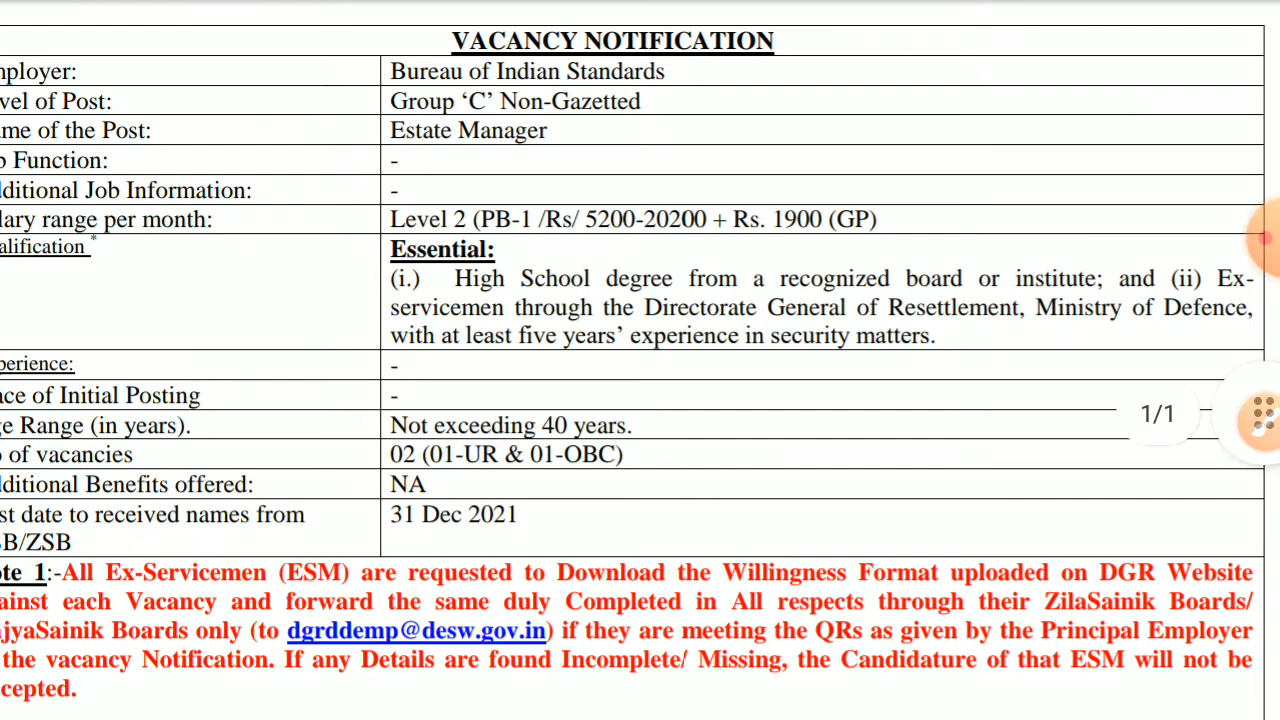 VACANCY NOTIFICATION
mployer: Bureau of Indian Standards
vel of Post: Group ‘C’ Non-Gazetted
me of the Post: Estate Manager
b Function: -
ditional Job Information: -
lary range per month: Level 2 (PB-1 /Rs/ 5200-20200 + Rs. 1900 (GP)
alification * Essential:
(i.) High School degree from a recognized board or institute; and (ii) Ex-
servicemen through the Directorate General of Resettlement, Ministry of Defence,
with at least five years’ experience in security matters.
perience: -
ace of Initial Posting -
e Range (in years). Not exceeding 40 years.
1/1
o of vacancies 02 (01-UR & 01-OBC)
ditional Benefits offered: NA
st date to received names from 31 Dec 2021
B/ZSB
ote 1:-All Ex-Servicemen (ESM) are requested to Download the Willingness Format uploaded on DGR Website
ainst each Vacancy and forward the same duly Completed in All respects through their ZilaSainik Boards/
jyaSainik Boards only (to dgrddemp@desw.gov.in) if they are meeting the QRs as given by the Principal Employer
the vacancy Notification. If any Details are found Incomplete/ Missing, the Candidature of that ESM will not be
cepted.